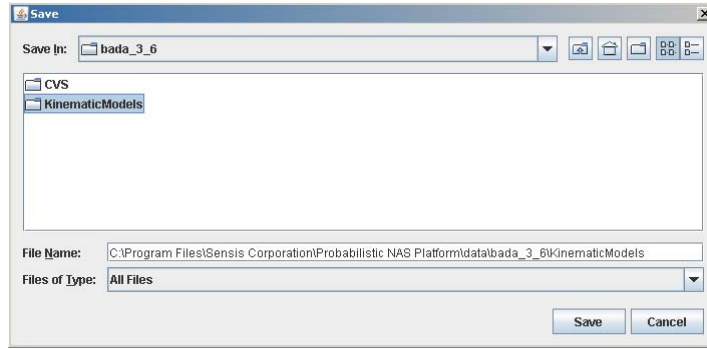 Save
Save In: bada_3_6
CVS
KinematicModels
File Name: C:\Program Files\Sensis Corporation\Probabilistic NAS Platform\data\bada_3_6\KinematicModels
Files of Type: All Files
Save Cancel